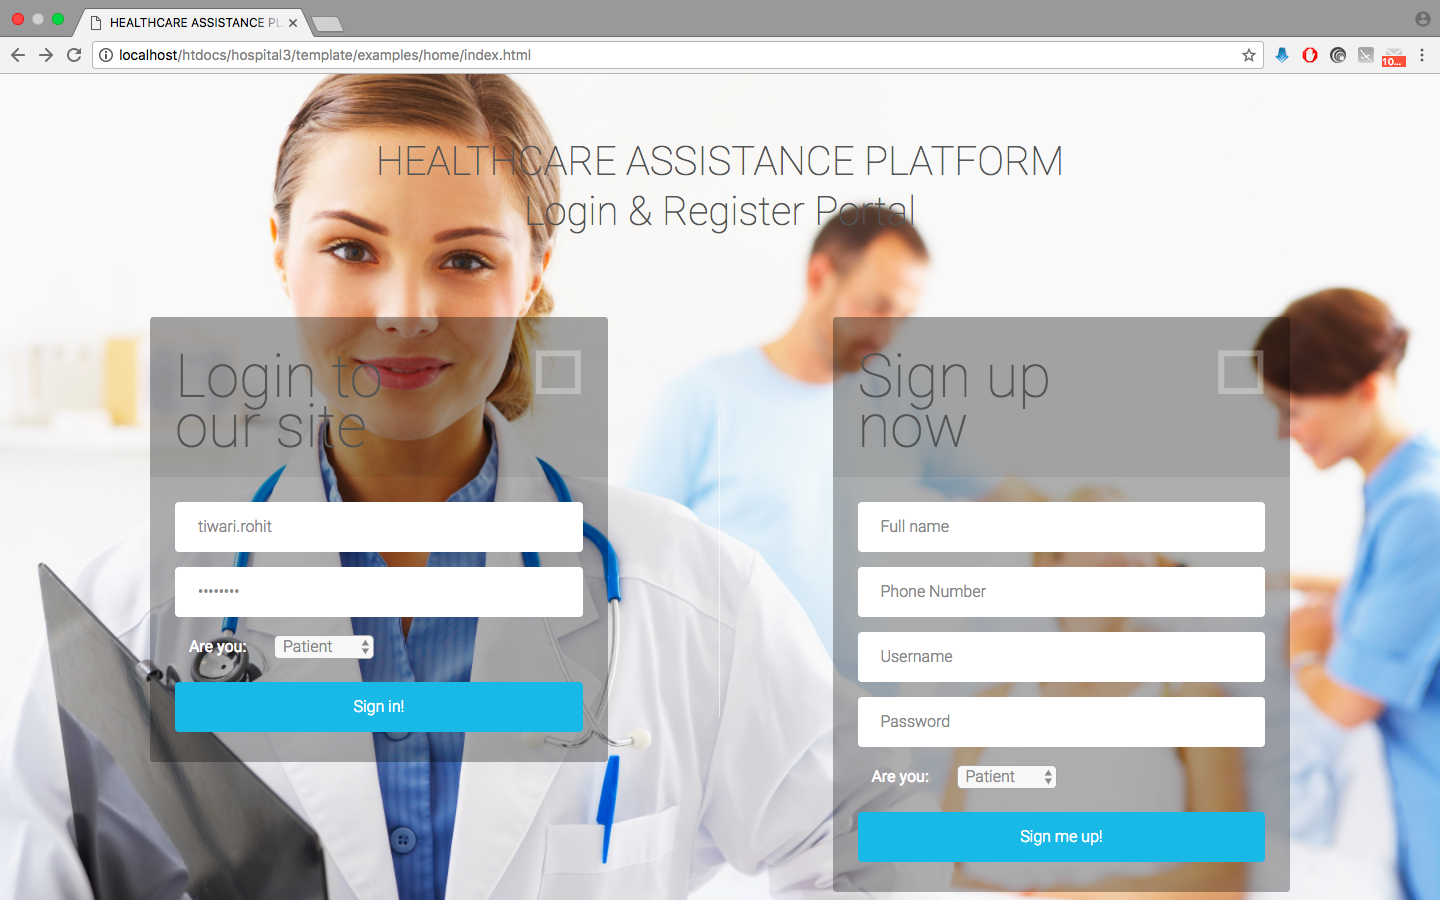 HEALTHCARE ASSISTANCE PL
localhost/htdocs/hospital3/template/examples/home/index.html
10...
HEALTHCARE ASSISTANCE PLATFORM
Login & Register Portal
Login to
our site
tiwari.rohit
••••••••
Are you: Patient
Sign in!
Sign up
now
Full name
Phone Number
Username
Password
Are you: Patient
Sign me up!